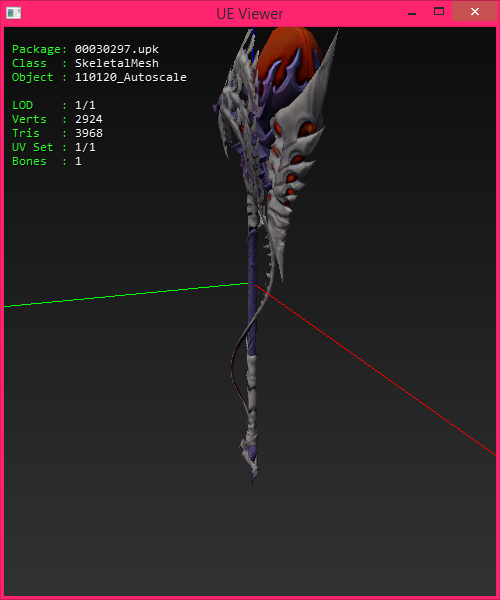 UE Viewer
Package: 00030297.upk
Class : SkeletalMesh
Object : 110120_Autoscale
LOD : 1/1
Verts : 2924
Tris : 3968
UV Set : 1/1
Bones : 1